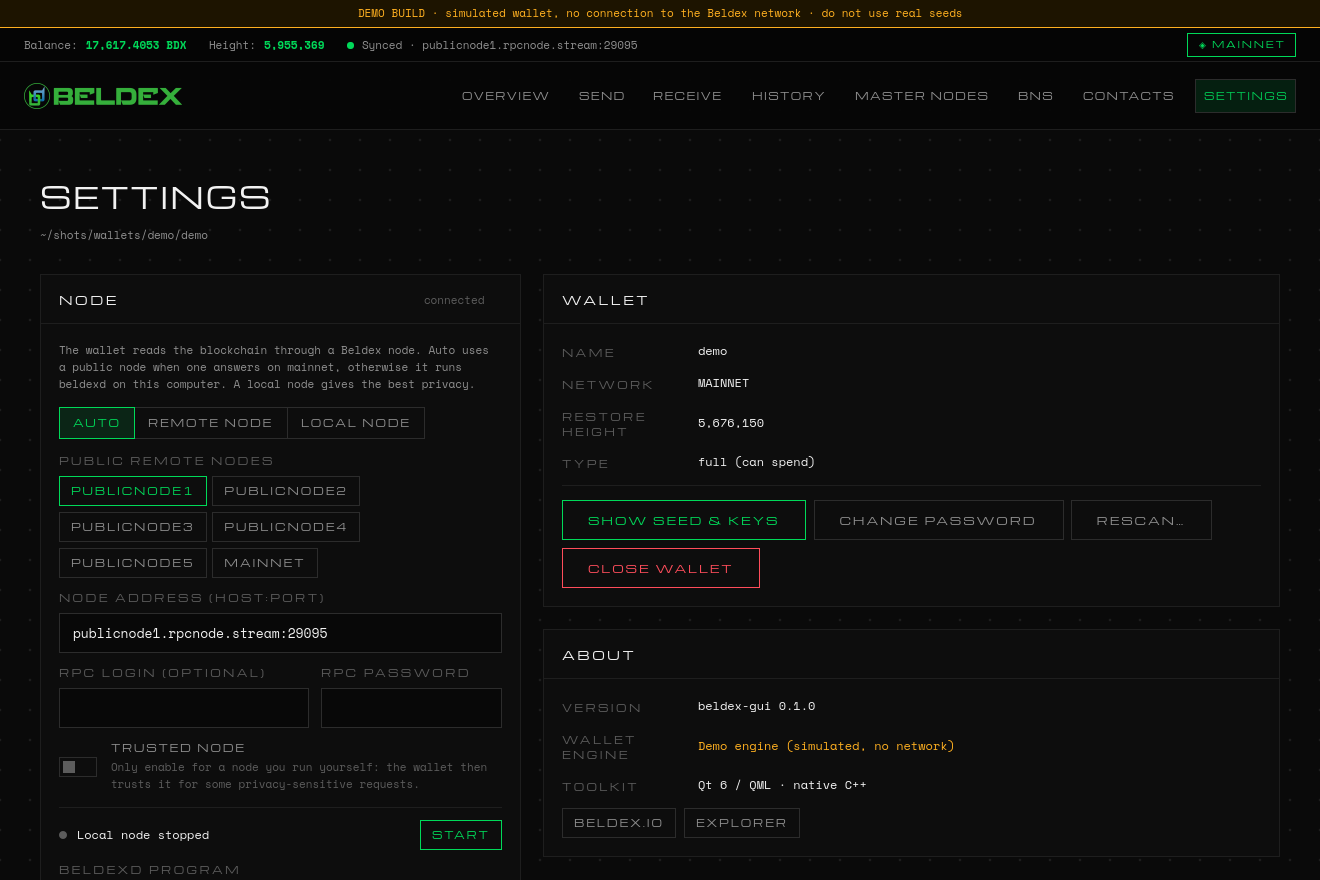 DEMO BUILD · simulated wallet, no connection to the Beldex network · do not use real seeds
Balance: 17,617.4053 BDX Height: 5,955,369 Synced · publicnode1.rpcnode.stream:29095 ◈ MAINNET
BELDEX OVERVIEW SEND RECEIVE HISTORY MASTER NODES BNS CONTACTS SETTINGS
SETTINGS
~/shots/wallets/demo/demo
NODE connected
The wallet reads the blockchain through a Beldex node. Auto uses
a public node when one answers on mainnet, otherwise it runs
beldexd on this computer. A local node gives the best privacy.
AUTO REMOTE NODE LOCAL NODE
PUBLIC REMOTE NODES
PUBLICNODE1 PUBLICNODE2
PUBLICNODE3 PUBLICNODE4
PUBLICNODE5 MAINNET
NODE ADDRESS (HOST:PORT)
publicnode1.rpcnode.stream:29095
RPC LOGIN (OPTIONAL) RPC PASSWORD
TRUSTED NODE
Only enable for a node you run yourself: the wallet then
trusts it for some privacy-sensitive requests.
Local node stopped START
BELDEXD PROGRAM
WALLET
NAME demo
NETWORK MAINNET
RESTORE
HEIGHT 5,676,150
TYPE full (can spend)
SHOW SEED & KEYS CHANGE PASSWORD RESCAN…
CLOSE WALLET
ABOUT
VERSION beldex-gui 0.1.0
WALLET
ENGINE Demo engine (simulated, no network)
TOOLKIT Qt 6 / QML · native C++
BELDEX.IO EXPLORER